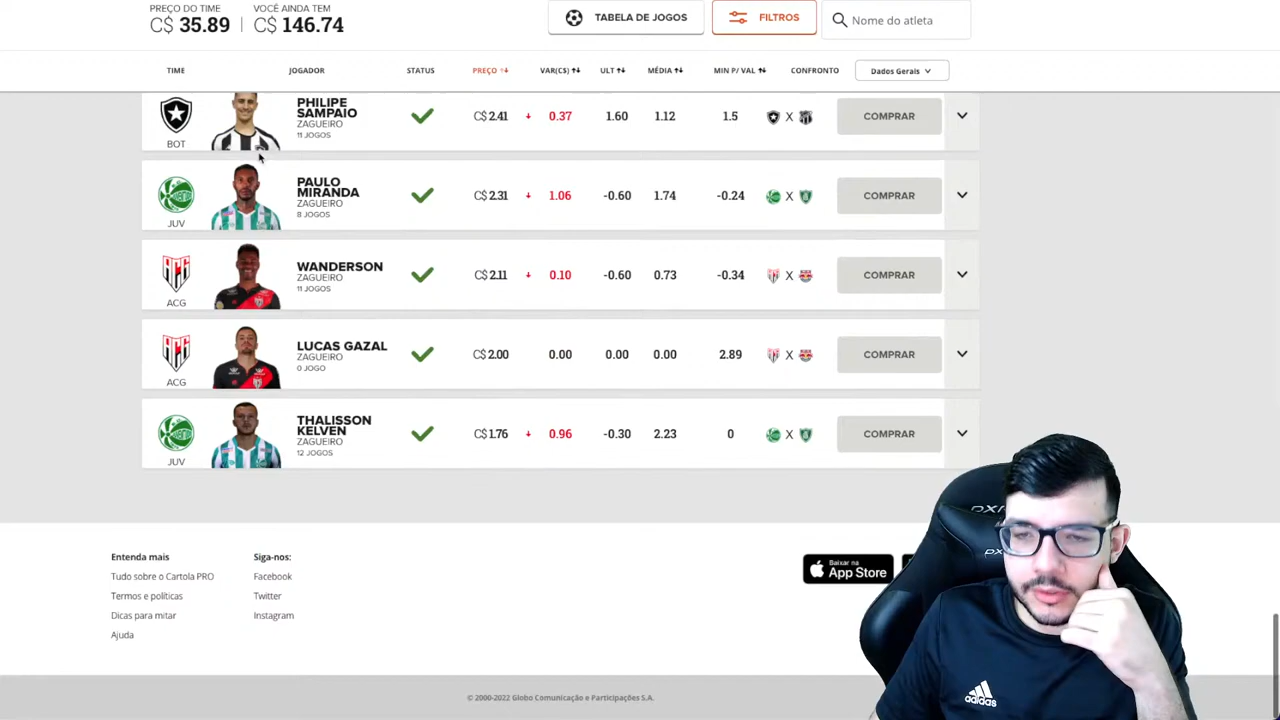 PREÇO DO TIME
C$ 35.89
VOCÊ AINDA TEM
C$ 146.74
TABELA DE JOGOS
FILTROS
Nome do atleta
TIME JOGADOR STATUS PREÇO VAR(C$) ULT MÉDIA MIN P/ VAL CONFRONTO Dados Gerais
BOT
PHILIPE
SAMPAIO
ZAGUEIRO
11 JOGOS
C$ 2.41 0.37 1.60 1.12 1.5 X COMPRAR
JUV
PAULO
MIRANDA
ZAGUEIRO
8 JOGOS
C$ 2.31 1.06 -0.60 1.74 -0.24 X COMPRAR
ACG
WANDERSON
ZAGUEIRO
11 JOGOS
C$ 2.11 0.10 -0.60 0.73 -0.34 X COMPRAR
ACG
LUCAS GAZAL
ZAGUEIRO
0 JOGO
C$ 2.00 0.00 0.00 0.00 2.89 X COMPRAR
JUV
THALISSON
KELVEN
ZAGUEIRO
12 JOGOS
C$ 1.76 0.96 -0.30 2.23 0 X COMPRAR
Entenda mais
Tudo sobre o Cartola PRO
Termos e políticas
Dicas para mitar
Ajuda
Siga-nos:
Facebook
Twitter
Instagram
Baixar na
App Store
© 2000-2022 Globo Comunicação e Participações S.A.
adidas